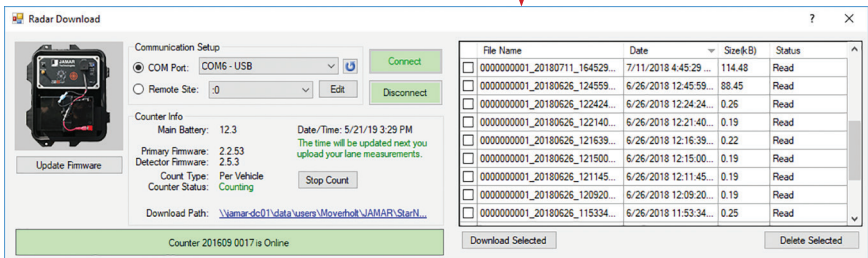 Radar Download
? ×
JAMAR
Update Firmware
Communication Setup
COM Port: COM6 - USB
Connect
Remote Site: :0
Edit
Disconnect
Counter Info
Main Battery: 12.3
Date/Time: 5/21/19 3:29 PM
The time will be updated next you
upload your lane measurements.
Primary Firmware: 2.2.53
Detector Firmware: 2.5.3
Count Type: Per Vehicle
Counter Status: Counting
Stop Count
Download Path: \\jamar-dc01\data\users\Moverholt\JAMAR\StarN...
Counter 201609 0017 is Online
File Name Date Size(kB) Status
0000000001_20180711_164529... 7/11/2018 4:45:29 ... 114.48 Read
0000000001_20180626_124559... 6/26/2018 12:45:59... 88.45 Read
0000000001_20180626_122424... 6/26/2018 12:24:24... 0.26 Read
0000000001_20180626_122140... 6/26/2018 12:21:40... 0.19 Read
0000000001_20180626_121639... 6/26/2018 12:16:39... 0.22 Read
0000000001_20180626_121500... 6/26/2018 12:15:00... 0.19 Read
0000000001_20180626_121145... 6/26/2018 12:11:45... 0.19 Read
0000000001_20180626_120920... 6/26/2018 12:09:20... 0.19 Read
0000000001_20180626_115334... 6/26/2018 11:53:34... 0.25 Read
Download Selected
Delete Selected